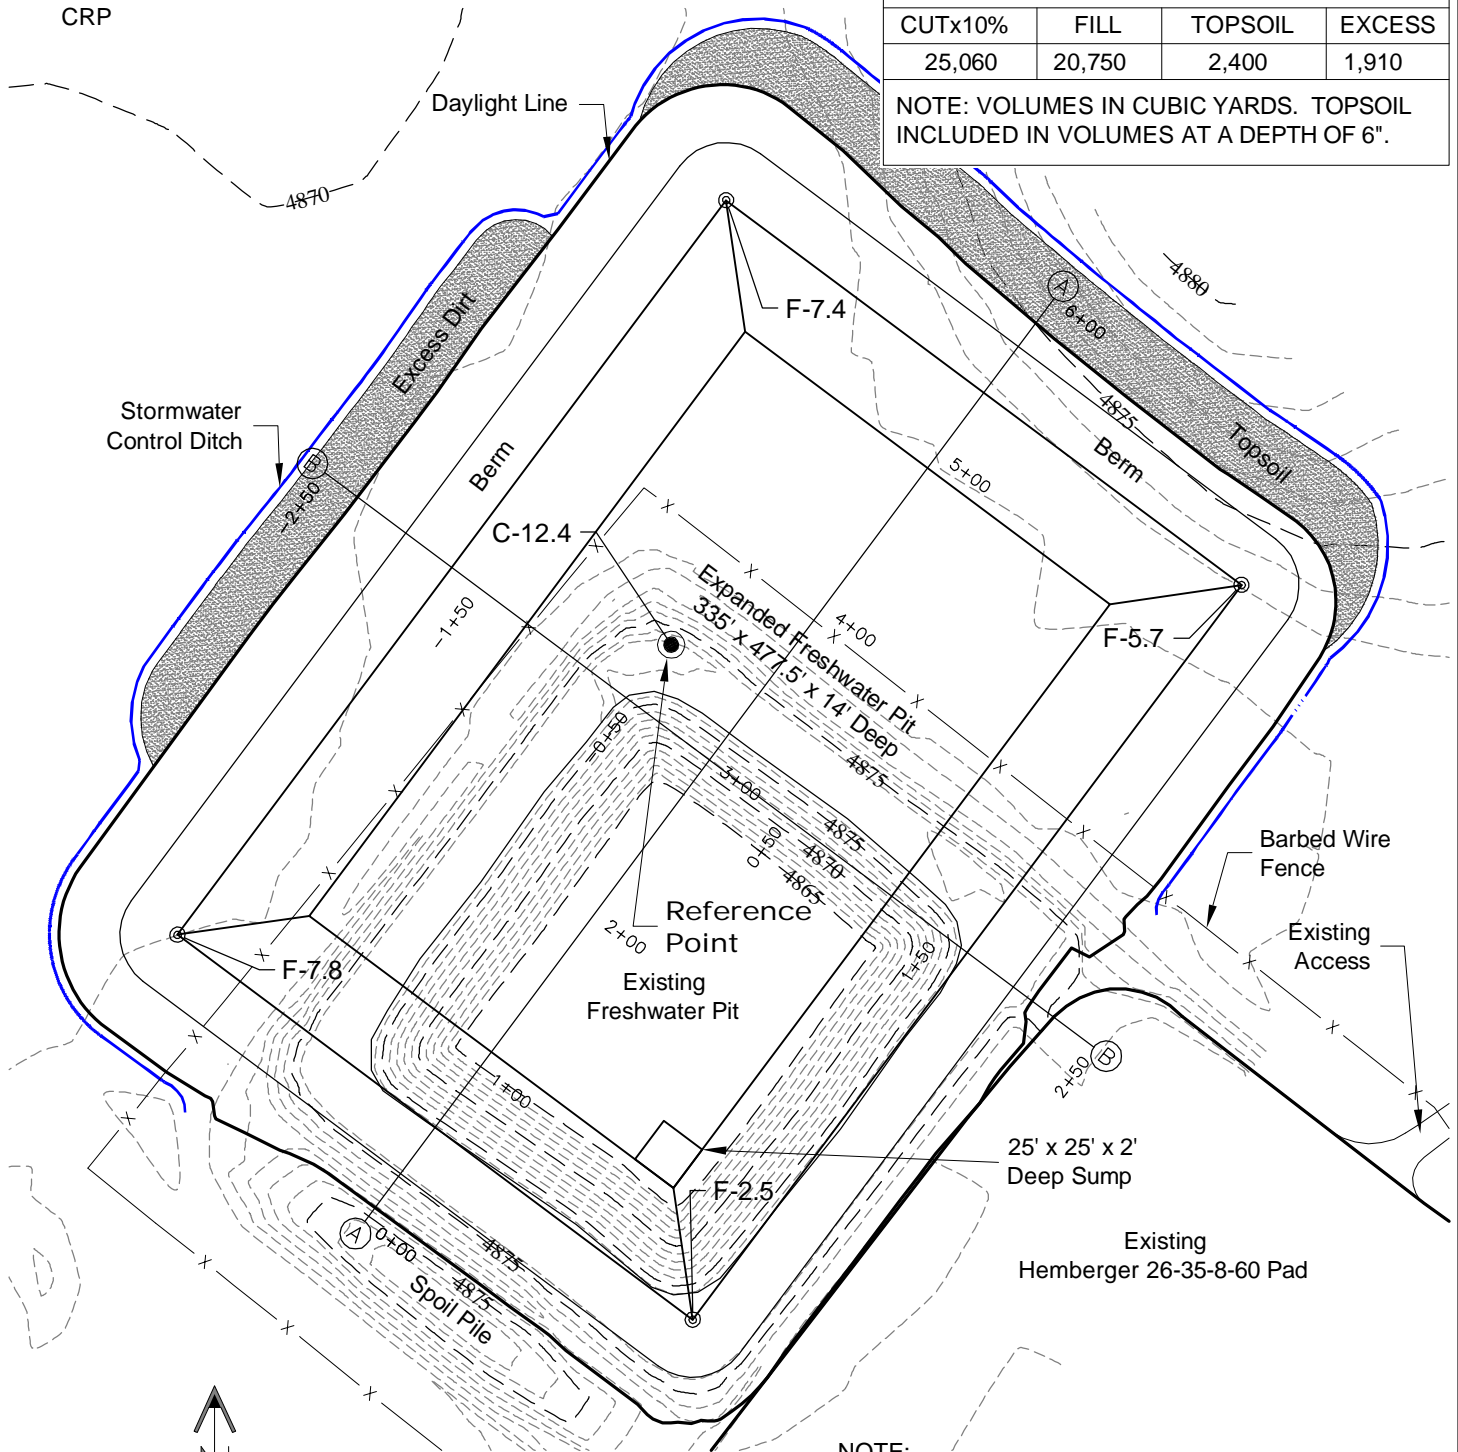 CRP
CUTx10% FILL TOPSOIL EXCESS
25,060 20,750 2,400 1,910
NOTE: VOLUMES IN CUBIC YARDS. TOPSOIL
INCLUDED IN VOLUMES AT A DEPTH OF 6".
Daylight Line
4870
4880
A
6+00
F-7.4
Excess Dirt
4875
Stormwater
Control Ditch
Berm
Berm
Topsoil
B
-2+50
5+00
C-12.4
Expanded Freshwater Pit
335' x 477.5' x 14' Deep
-1+50
4+00
F-5.7
-0+50
4875
3+00
4875
4870
4865
0+50
Barbed Wire
Fence
Reference
Point
2+00
Existing
Access
1+50
F-7.8
Existing
Freshwater Pit
B
2+50
1+00
25' x 25' x 2'
Deep Sump
F-2.5
A
0+00
4875
4875
Spoil Pile
Existing
Hemberger 26-35-8-60 Pad
NOTE: